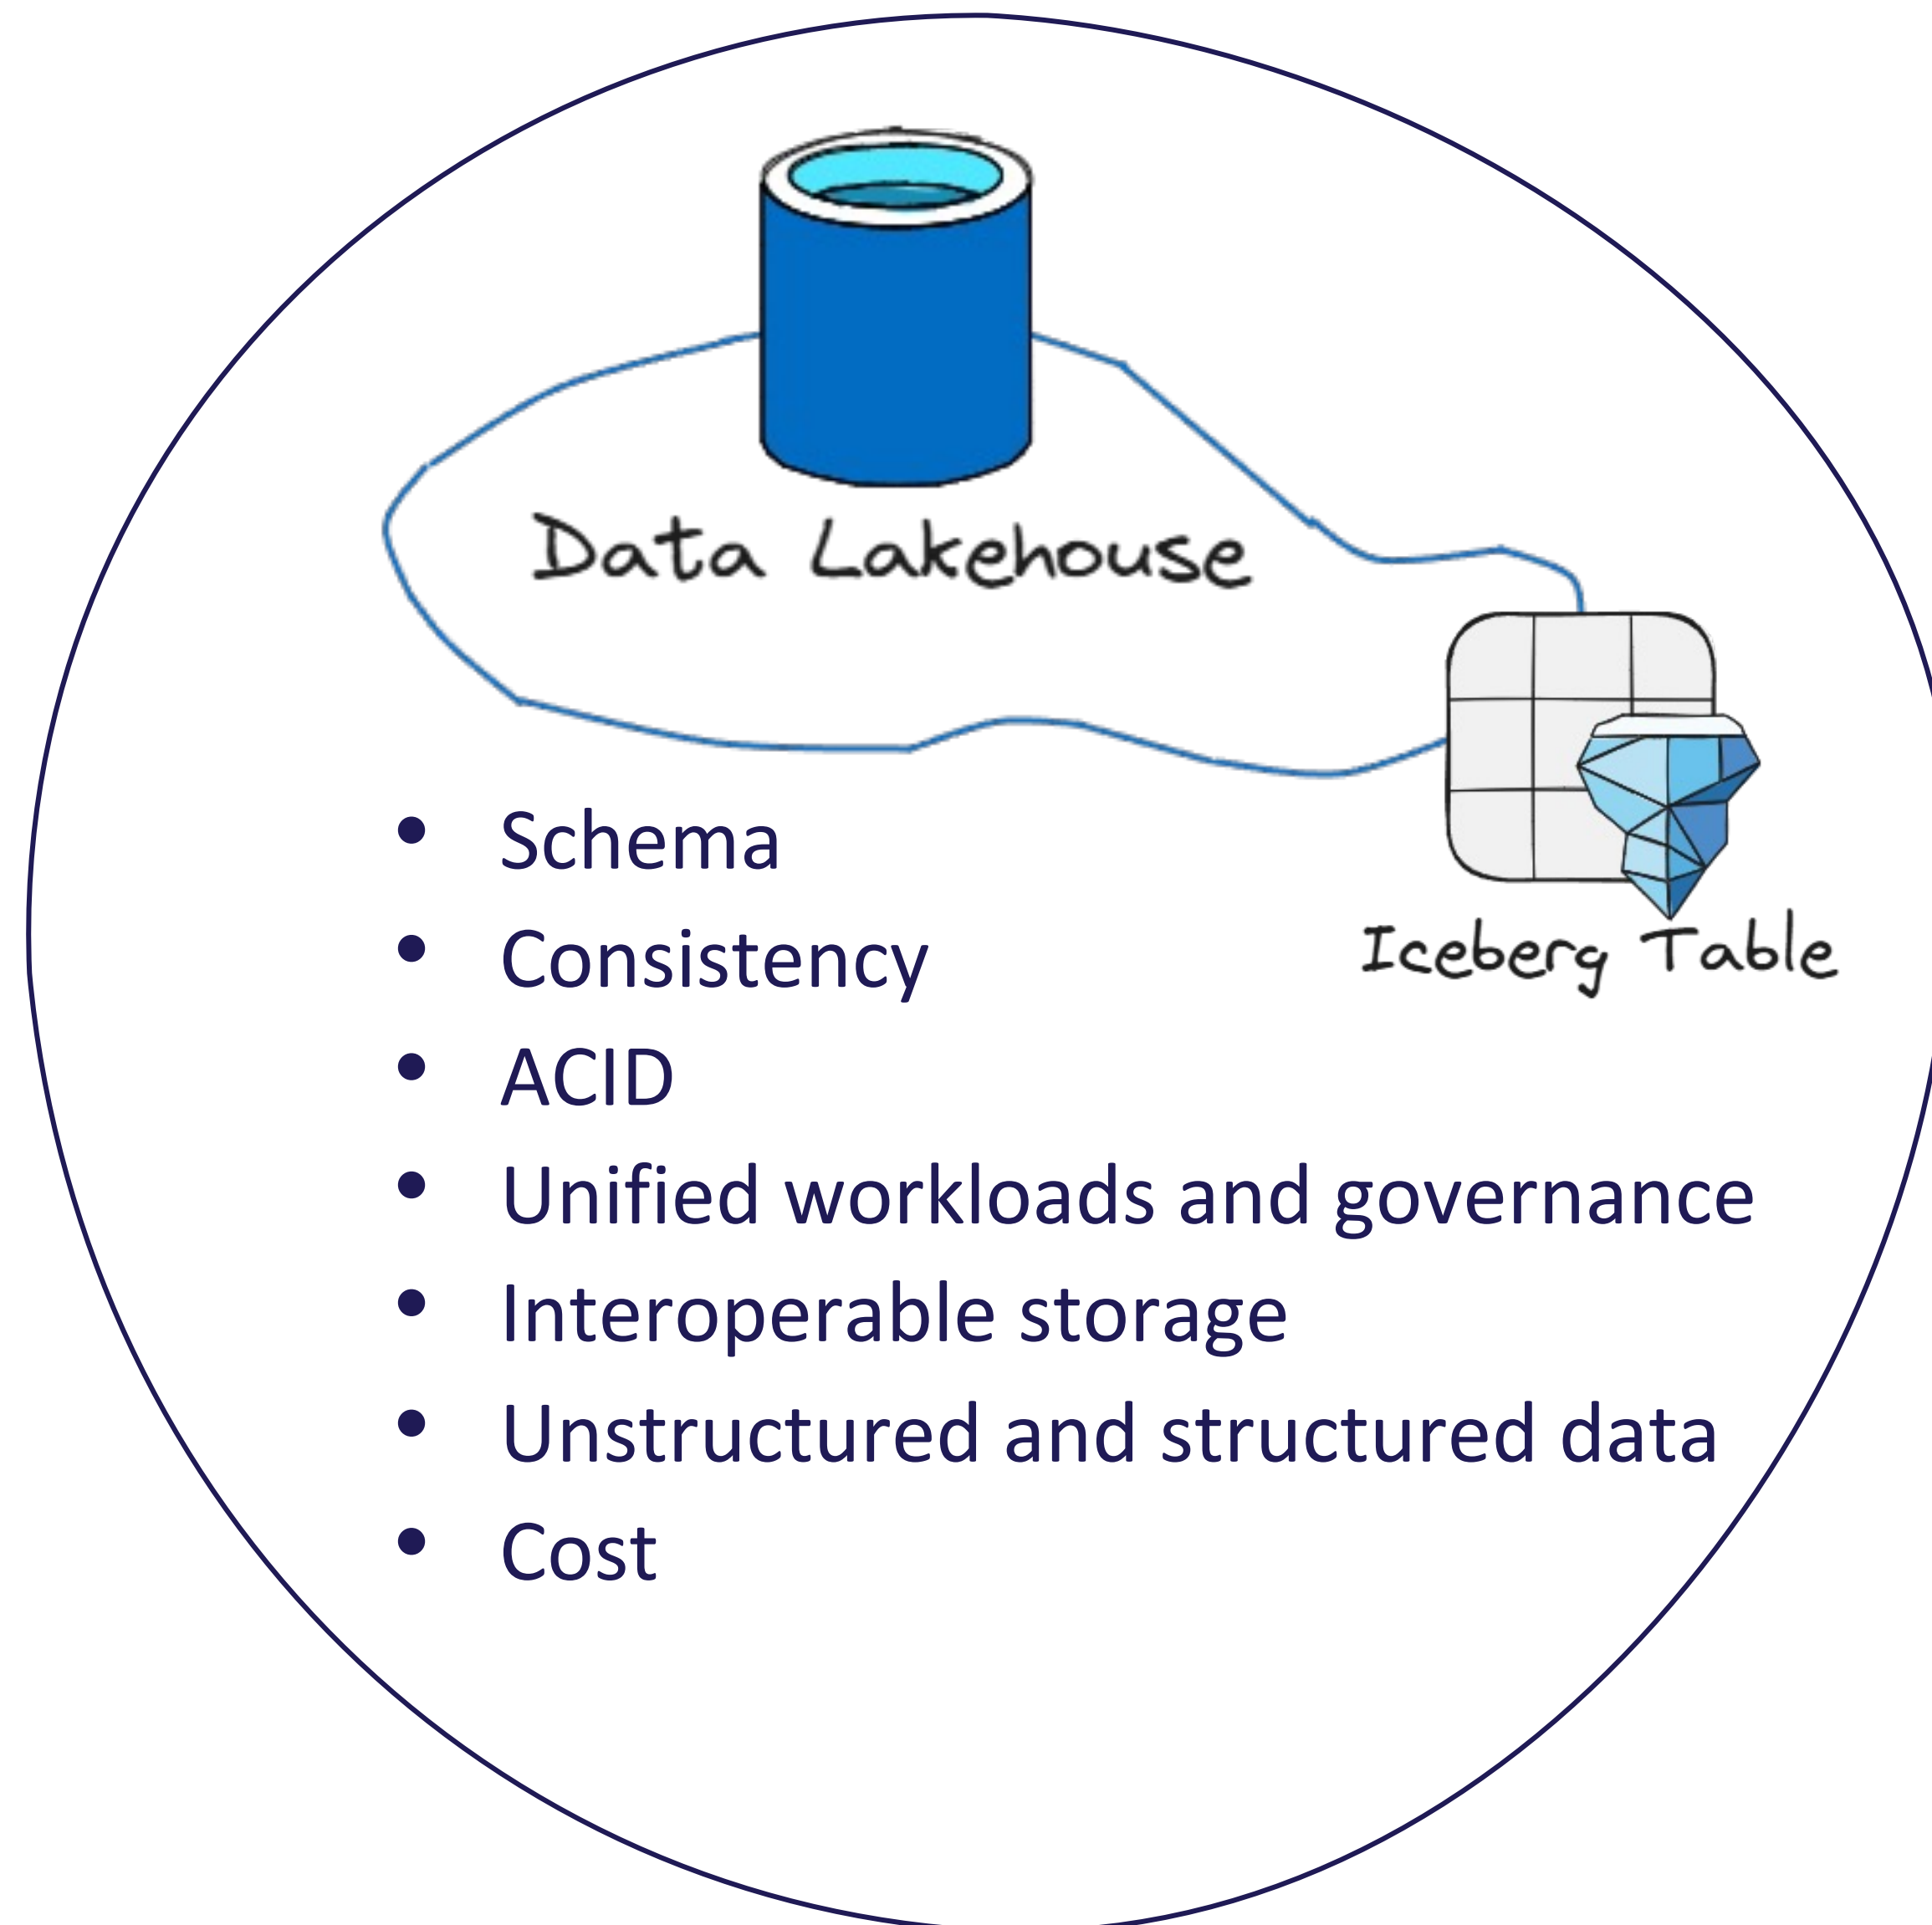 Data Lakehouse
Iceberg Table
• Schema
• Consistency
• ACID
• Unified workloads and governance
• Interoperable storage
• Unstructured and structured data
• Cost